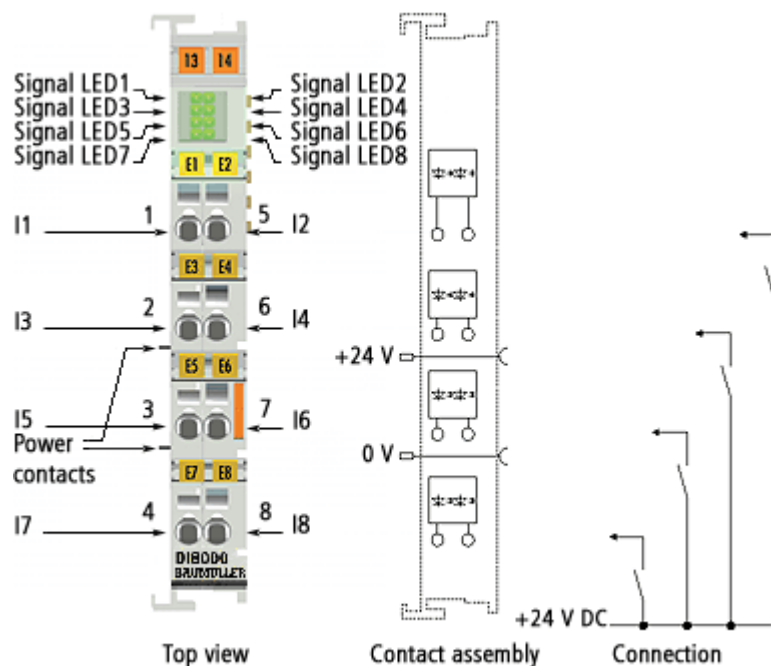 I3 I4
Signal LED1 Signal LED2
Signal LED3 Signal LED4
Signal LED5 Signal LED6
Signal LED7 Signal LED8
E1 E2
I1 1 5 I2
E3 E4
I3 2 6 I4
+24 V
E5 E6
I5 3 7 I6
Power
contacts
0 V
E7 E8
I7 4 8 I8
DI8000
BAUMÜLLER
+24 V DC
Top view Contact assembly Connection